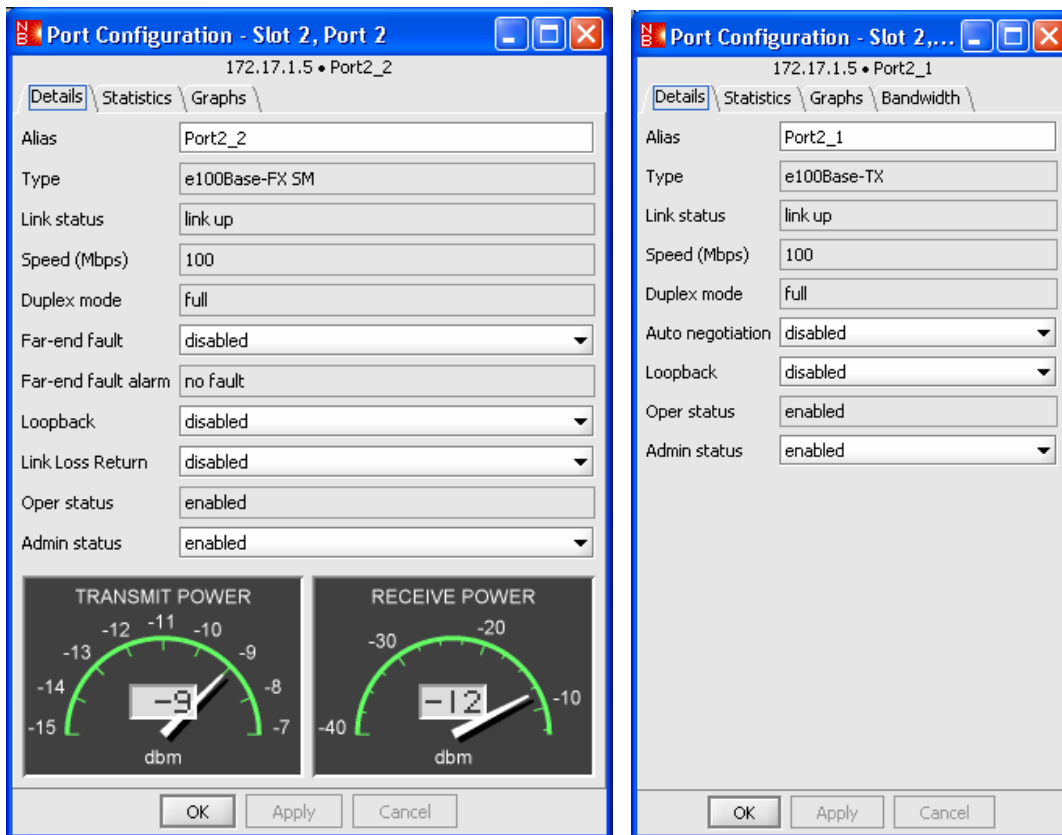 Port Configuration - Slot 2, Port 2
172.17.1.5 • Port2_2
Details Statistics Graphs
Alias Port2_2
Type e100Base-FX SM
Link status link up
Speed (Mbps) 100
Duplex mode full
Far-end fault disabled
Far-end fault alarm no fault
Loopback disabled
Link Loss Return disabled
Oper status enabled
Admin status enabled
TRANSMIT POWER
-15 -14 -13 -12 -11 -10 -9 -8 -7
-9
dbm
RECEIVE POWER
-40 -30 -20 -10
-12
dbm
OK Apply Cancel
Port Configuration - Slot 2,...
172.17.1.5 • Port2_1
Details Statistics Graphs Bandwidth
Alias Port2_1
Type e100Base-TX
Link status link up
Speed (Mbps) 100
Duplex mode full
Auto negotiation disabled
Loopback disabled
Oper status enabled
Admin status enabled
OK Apply Cancel